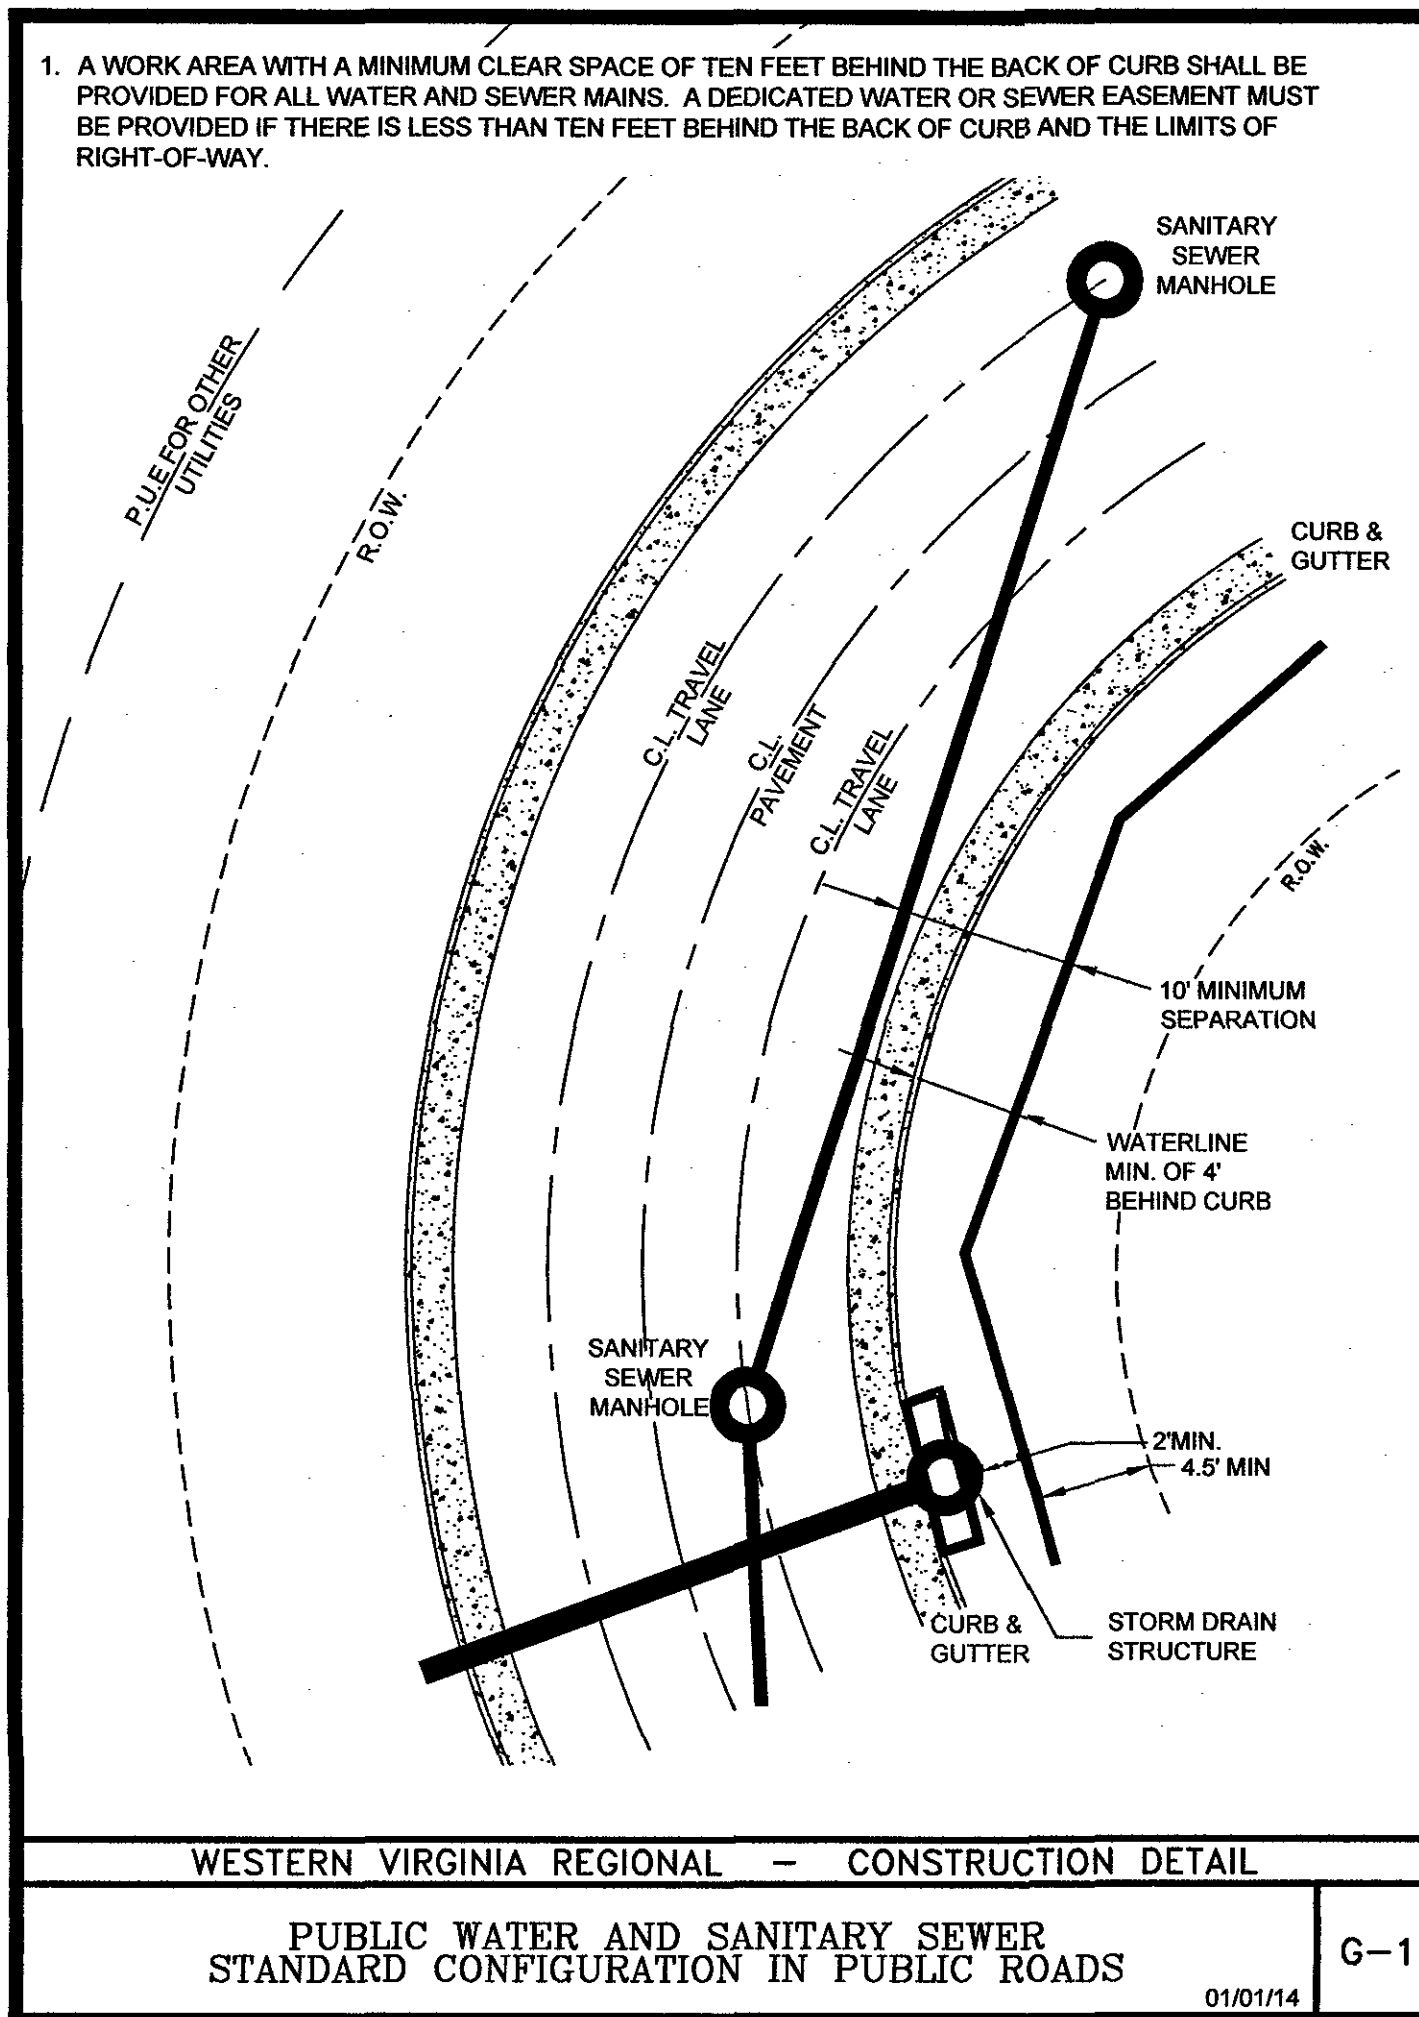 1. A WORK AREA WITH A MINIMUM CLEAR SPACE OF TEN FEET BEHIND THE BACK OF CURB SHALL BE
PROVIDED FOR ALL WATER AND SEWER MAINS. A DEDICATED WATER OR SEWER EASEMENT MUST
BE PROVIDED IF THERE IS LESS THAN TEN FEET BEHIND THE BACK OF CURB AND THE LIMITS OF
RIGHT-OF-WAY.
SANITARY
SEWER
MANHOLE
P.U.E FOR OTHER
UTILITIES
R.O.W.
CURB &
GUTTER
C.L. TRAVEL
LANE
C.L.
PAVEMENT
C.L. TRAVEL
LANE
R.O.W.
10' MINIMUM
SEPARATION
WATERLINE
MIN. OF 4'
BEHIND CURB
SANITARY
SEWER
MANHOLE
2'MIN.
4.5' MIN
CURB &
GUTTER
STORM DRAIN
STRUCTURE
WESTERN VIRGINIA REGIONAL - CONSTRUCTION DETAIL
PUBLIC WATER AND SANITARY SEWER
STANDARD CONFIGURATION IN PUBLIC ROADS
G-1
01/01/14